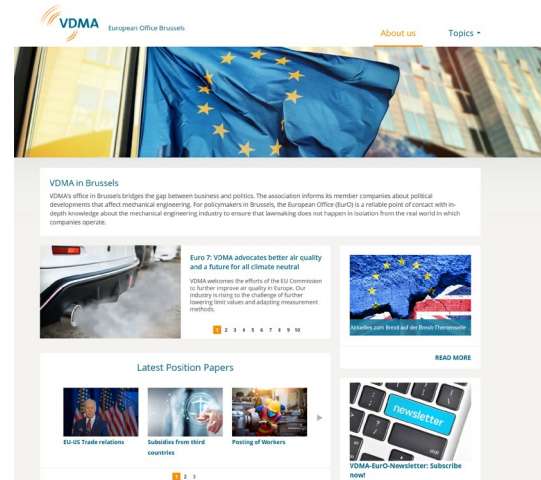 VDMA
European Office Brussels
About us
Topics
VDMA in Brussels
VDMA's office in Brussels bridges the gap between business and politics. The association informs its member companies about political
developments that affect mechanical engineering. For policymakers in Brussels, the European Office (EurO) is a reliable point of contact with in-
depth knowledge about the mechanical engineering industry to ensure that lawmaking does not happen in isolation from the real world in which
companies operate.
Euro 7: VDMA advocates better air quality
and a future for all climate neutral
VDMA welcomes the efforts of the EU Commission
to further improve air quality in Europe. Our
industry is rising to the challenge of further
lowering limit values and adapting measurement
methods.
1 2 3 4 5 6 7 8 9 10
Aktuelles zum Brexit auf der Brexit-Themenseite
READ MORE
Latest Position Papers
EU-US Trade relations
Subsidies from third
countries
Posting of Workers
1 2 3
newsletter
VDMA-EurO-Newsletter: Subscribe
now!